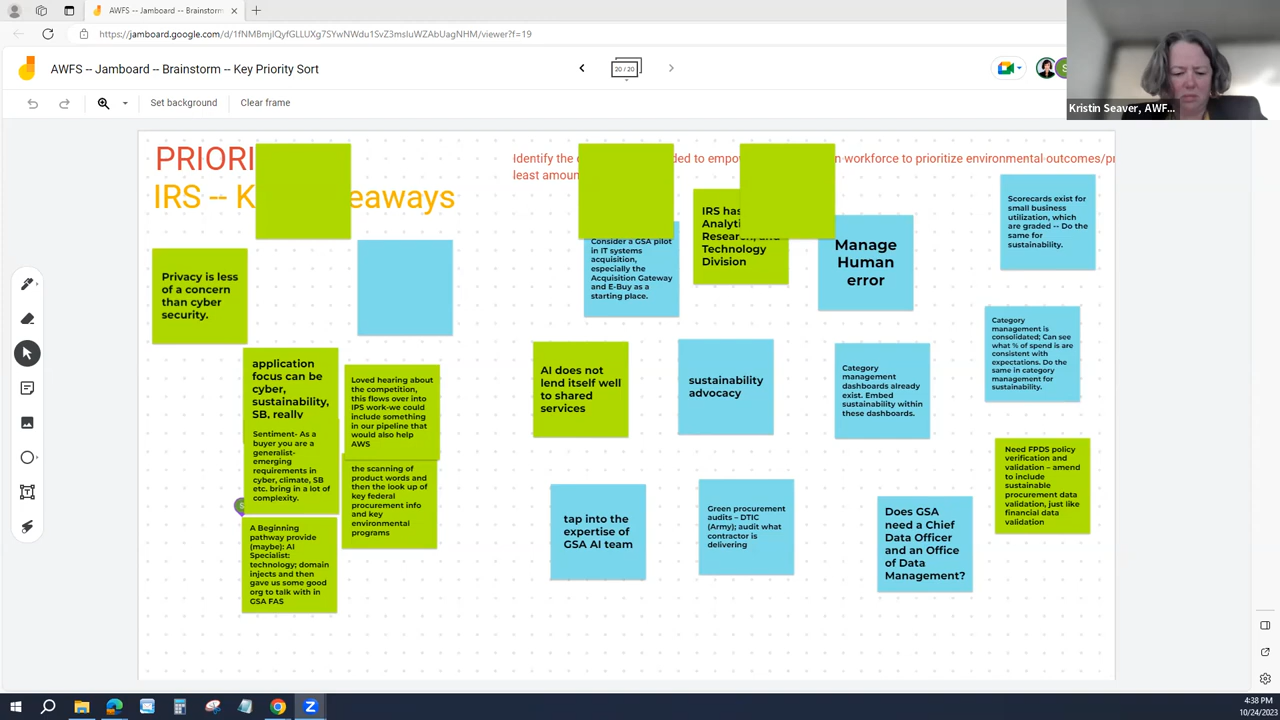 AWFS -- Jamboard -- Brainstorm
https://jamboard.google.com/d/1fNMBmjlQyfGLLUXg7SYwNWdu1SvZ3msIuWZAbUagNHM/viewer?f=19
AWFS -- Jamboard -- Brainstorm -- Key Priority Sort
20 / 20
Kristin Seaver, AWF...
Set background
Clear frame
PRIORI
IRS -- K eaways
Identify the
workforce to prioritize environmental outcomes/pr
least amoun
Privacy is less
of a concern
than cyber
security.
application
focus can be
cyber,
sustainability,
SB, really
Sentiment- As a
buyer you are a
generalist-
emerging
requirements in
cyber, climate, SB
etc. bring in a lot of
complexity.
A Beginning
pathway provide
(maybe): AI
Specialist:
technology; domain
injects and then
gave us some good
org to talk with in
GSA FAS
Loved hearing about
the competition,
this flows over into
IPS work-we could
include something
in our pipeline that
would also help
AWS
the scanning of
product words and
then the look up of
key federal
procurement info
and key
environmental
programs
Consider a GSA pilot
in IT systems
acquisition,
especially the
Acquisition Gateway
and E-Buy as a
starting place.
IRS has
Analyti
Research, and
Technology
Division
Manage
Human
error
Scorecards exist for
small business
utilization, which
are graded -- Do the
same for
sustainability.
AI does not
lend itself well
to shared
services
sustainability
advocacy
Category
management
dashboards already
exist. Embed
sustainability within
these dashboards.
Category
management is
consolidated; Can see
what % of spend is are
consistent with
expectations. Do the
same in category
management for
sustainability.
tap into the
expertise of
GSA AI team
Green procurement
audits – DTIC
(Army); audit what
contractor is
delivering
Does GSA
need a Chief
Data Officer
and an Office
of Data
Management?
Need FPDS policy
verification and
validation – amend
to include
sustainable
procurement data
validation, just like
financial data
validation
4:38 PM
10/24/2023